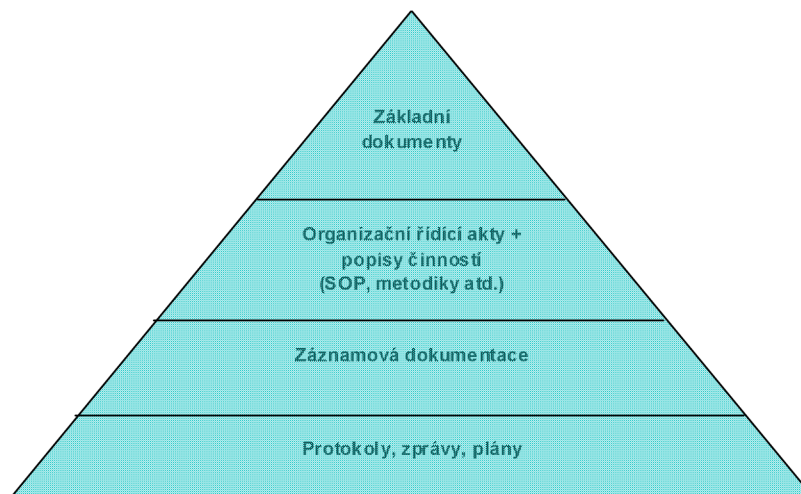 Základní
dokumenty
Organizační řídící akty +
popisy činností
(SOP, metodiky atd.)
Záznamová dokumentace
Protokoly, zprávy, plány